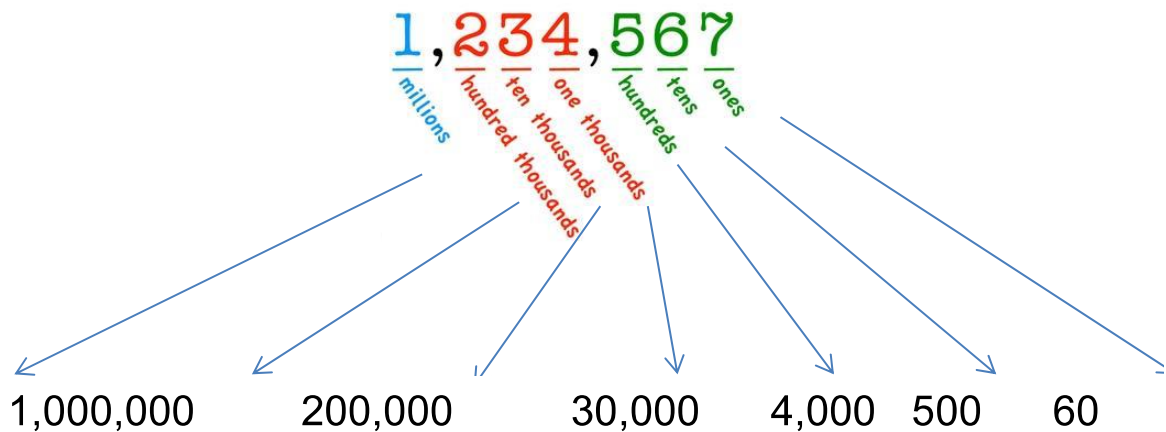 1,234,567
millions
hundred thousands
ten thousands
one thousands
hundreds
tens
ones
1,000,000 200,000 30,000 4,000 500 60